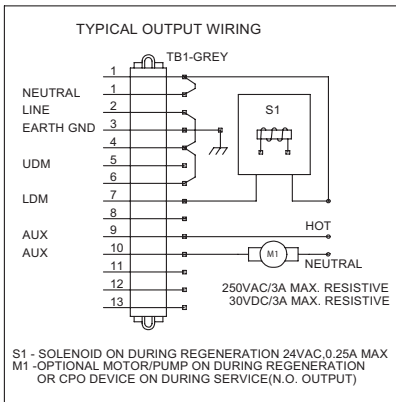 TYPICAL OUTPUT WIRING
TB1-GREY
1
NEUTRAL 1
LINE 2
EARTH GND 3
4
UDM 5
6
LDM 7
8
AUX 9
AUX 10
11
12
13
S1
HOT
M1
NEUTRAL
250VAC/3A MAX. RESISTIVE
30VDC/3A MAX. RESISTIVE
S1 - SOLENOID ON DURING REGENERATION 24VAC,0.25A MAX
M1 -OPTIONAL MOTOR/PUMP ON DURING REGENERATION
OR CPO DEVICE ON DURING SERVICE(N.O. OUTPUT)